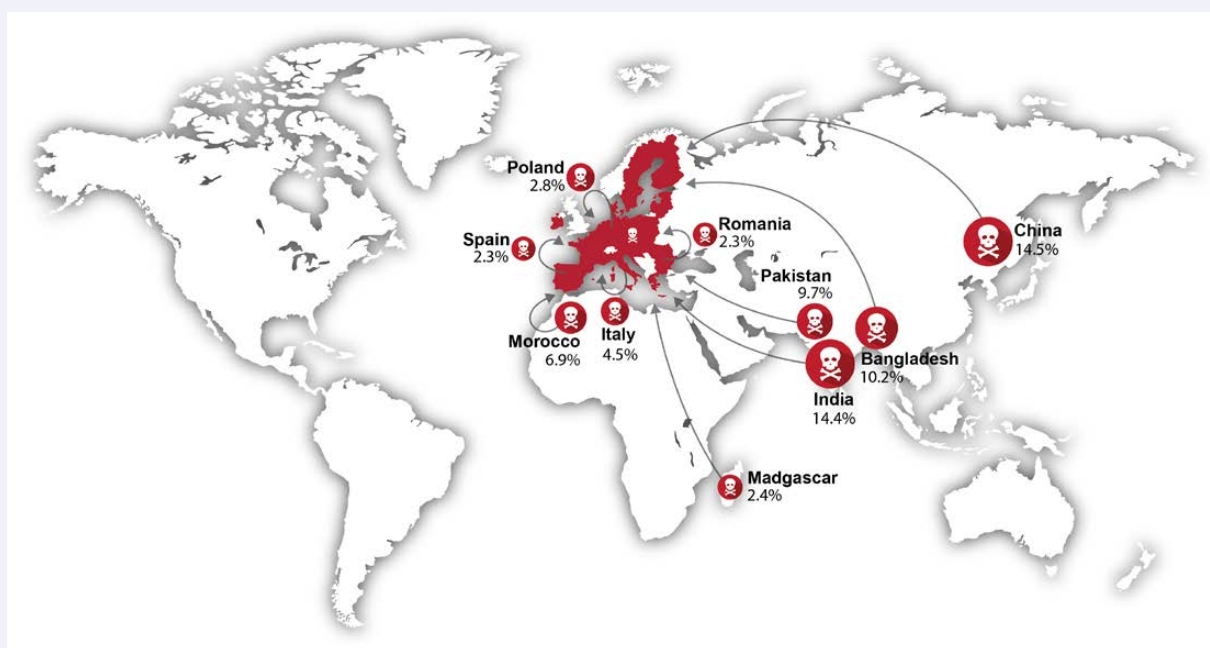 Poland
2.8%
Spain
2.3%
Romania
2.3%
China
14.5%
Pakistan
9.7%
Morocco
6.9%
Italy
4.5%
Bangladesh
10.2%
India
14.4%
Madgascar
2.4%